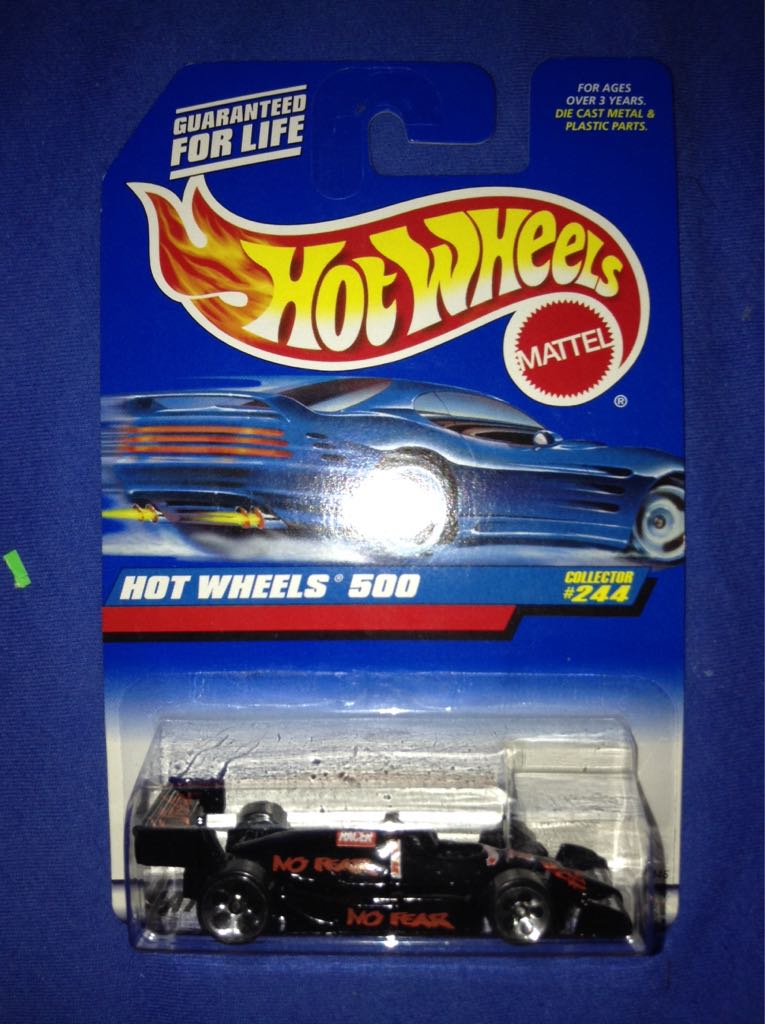 GUARANTEED
FOR LIFE
FOR AGES
OVER 3 YEARS.
DIE CAST METAL &
PLASTIC PARTS.
HOT WHEELS
MATTEL
®
HOT WHEELS® 500
COLLECTOR
#244
RACER
NO FEAR
NO FEAR